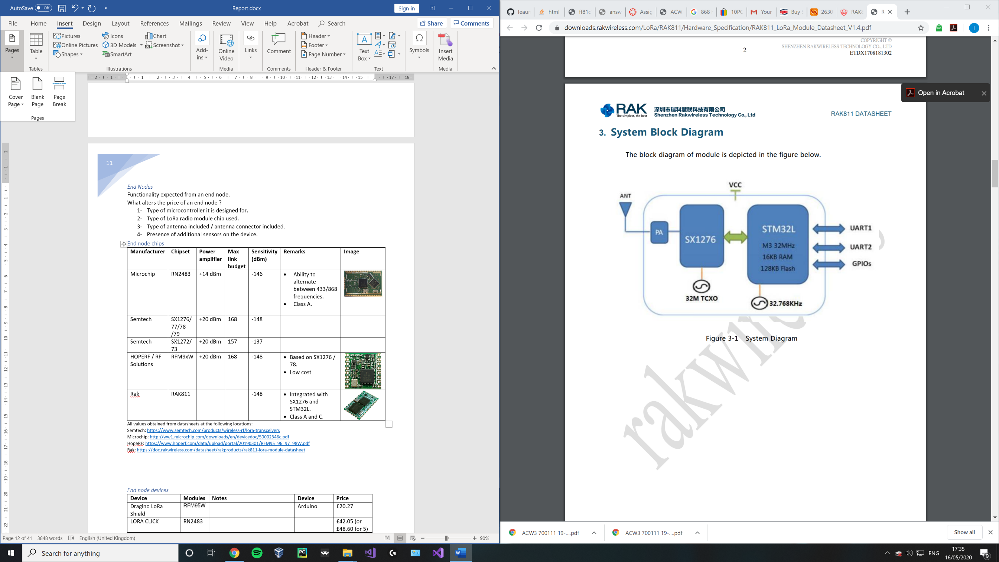 AutoSave Off
Report.docx
Sign in
File Home Insert Design Layout References Mailings Review View Help Acrobat Search
Share Comments
Pages
Table
Pictures
Online Pictures
Shapes
Icons
3D Models
SmartArt
Chart
Screenshot
Add-
ins
Online
Video
Links
Comment
Header
Footer
Page Number
Text
Box
Symbols
Insert
Media
Tables Illustrations Media Comments Header & Footer Text Media
Cover
Page
Blank
Page
Page
Break
Pages
11
End Nodes
Functionality expected from an end node.
What alters the price of an end node ?
1- Type of microcontroller it is designed for.
2- Type of LoRa radio module chip used.
3- Type of antenna included / antenna connector included.
4- Presence of additional sensors on the device.
End node chips
Manufacturer Chipset Power amplifier Max link budget Sensitivity (dBm) Remarks Image
Microchip RN2483 +14 dBm -146
• Ability to
alternate
between 433/868
frequencies.
• Class A.
Semtech SX1276/ +20 dBm 168 -148
77/78
/79
Semtech SX1272/ +20 dBm 157 -137
73
HOPERF / RF RFM9xW +20 dBm 168 -148 • Based on SX1276 /
Solutions 78.
• Low cost
Rak RAK811 -148 • Integrated with
SX1276 and
STM32L.
• Class A and C.
All values obtained from datasheets at the following locations:
Semtech: https://www.semtech.com/products/wireless-rf/lora-transceivers
Microchip: http://ww1.microchip.com/downloads/en/devicedoc/50002346c.pdf
HopeRF: https://www.hoperf.com/data/upload/portal/20190301/RFM95_96_97_98W.pdf
Rak: https://doc.rakwireless.com/datasheet/rakproducts/rak811-lora-module-datasheet
End node devices
Device Modules Notes Device Price
Dragino LoRa RFM95W Arduino £20.27
Shield
LORA CLICK RN2483 £42.05 (or
£48.60 for 5)
Page 12 of 41 3848 words English (United Kingdom) 90%
leaur html ff81c answ Assig ACW 868 10PC Your Buy 2630 RAK8 R
downloads.rakwireless.com/LoRa/RAK811/Hardware_Specification/RAK811_LoRa_Module_Datasheet_V1.4.pdf
COPYRIGHT ©
SHENZHEN RAKWIRELESS TECHNOLOGY CO., LTD
2
ETDX1708181302
Open in Acrobat
RAK
The simplest, the best
深圳市瑞科慧联科技有限公司
Shenzhen Rakwireless Technology Co., Ltd
RAK811 DATASHEET
3. System Block Diagram
The block diagram of module is depicted in the figure below.
VCC
ANT
PA
SX1276
STM32L
M3 32MHz
16KB RAM
128KB Flash
UART1
UART2
GPIOs
32M TCXO
32.768KHz
Figure 3-1 System Diagram
ACW3 700111 19-....pdf
ACW3 700111 19-....pdf
Show all
Search for anything
ENG
17:35
16/05/2020
9